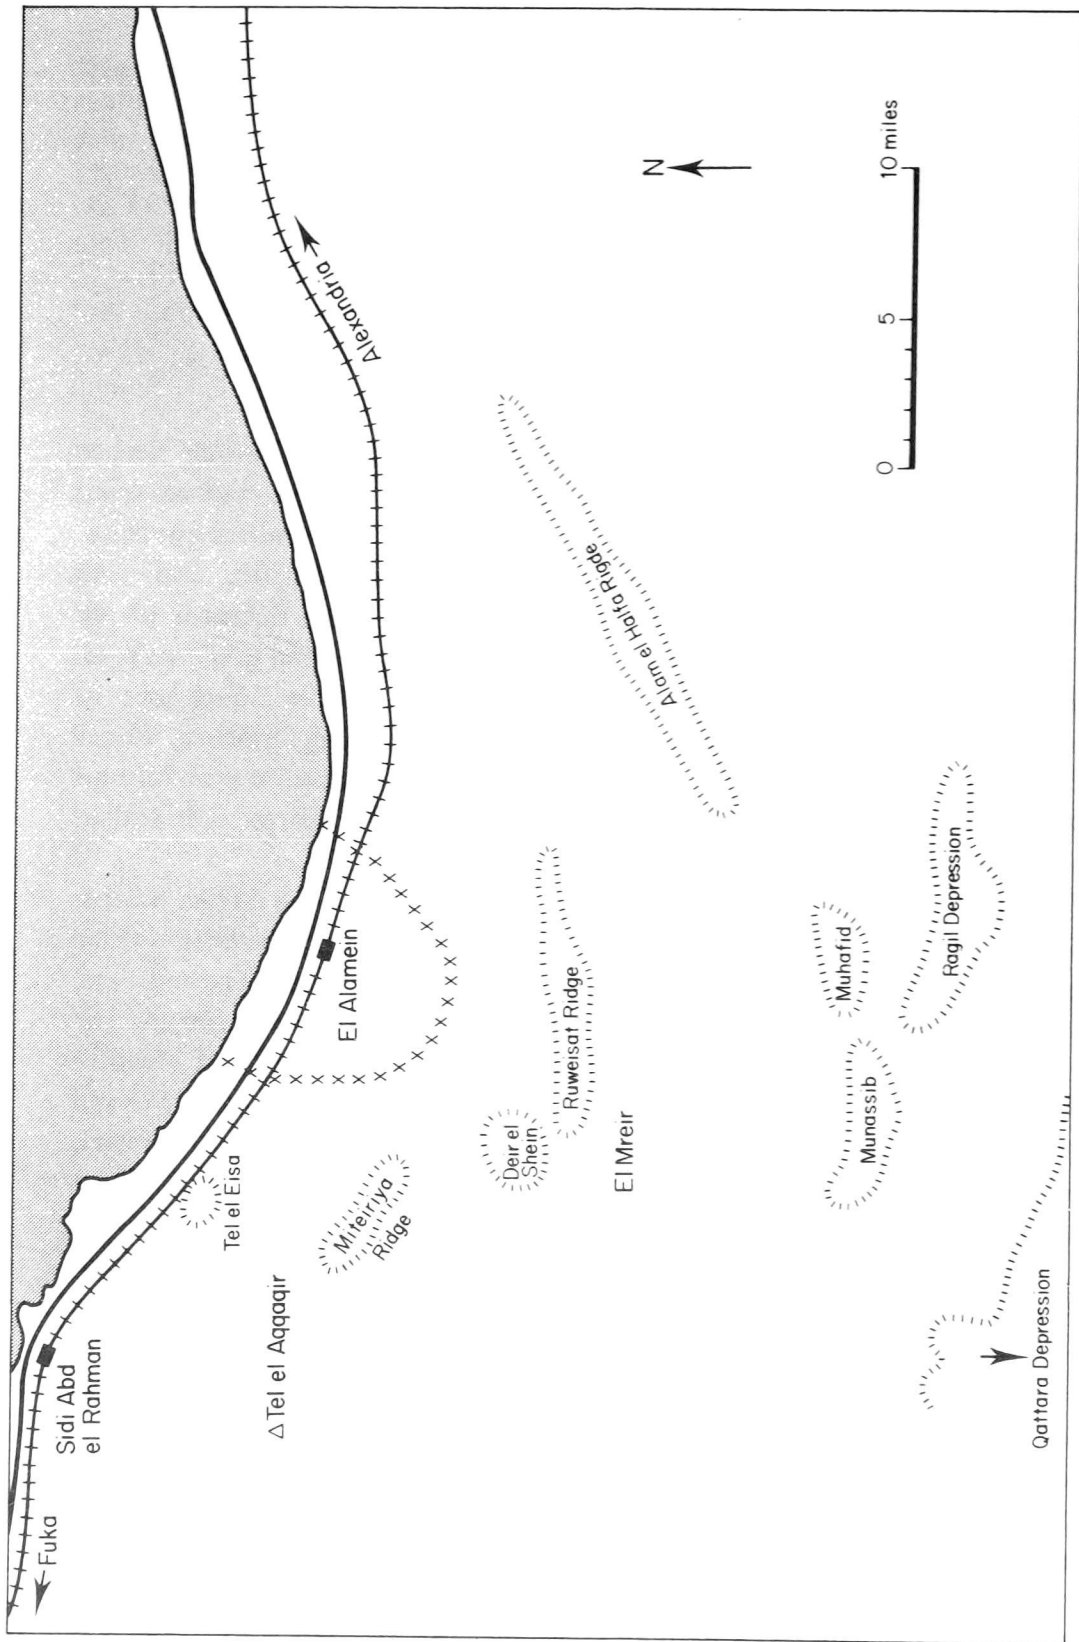 Fuka
Sidi Abd
el Rahman
Tel el Eisa
Alexandria
El Alamein
△ Tel el Aqqaqir
Miteiriya
Ridge
Deir el
Shein
Ruweisat Ridge
El Mreir
Alam el Halfa Rigde
N
Muhafid
Munassib
Ragil Depression
Qattara Depression
0 5 10 miles